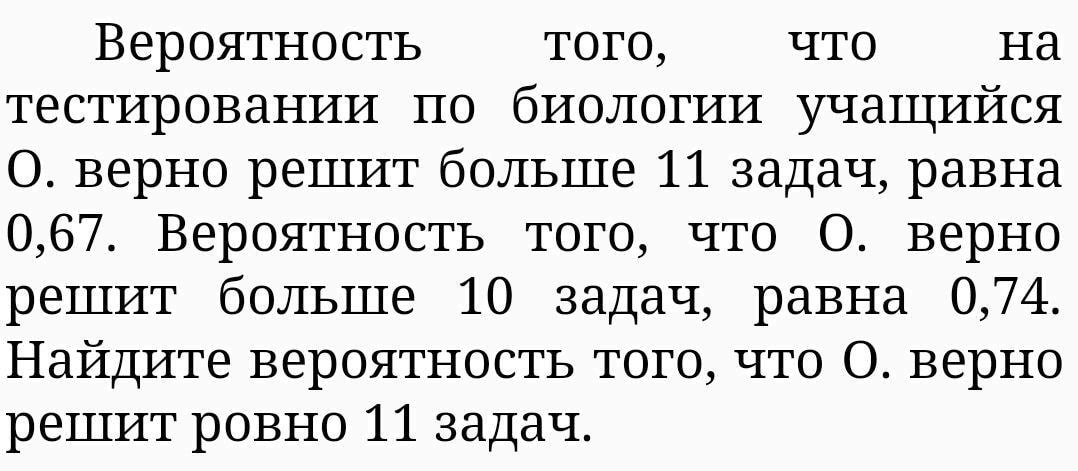 Вероятность того, что на
тестировании по биологии учащийся
О. верно решит больше 11 задач, равна
0,67. Вероятность того, что О. верно
решит больше 10 задач, равна 0,74.
Найдите вероятность того, что О. верно
решит ровно 11 задач.